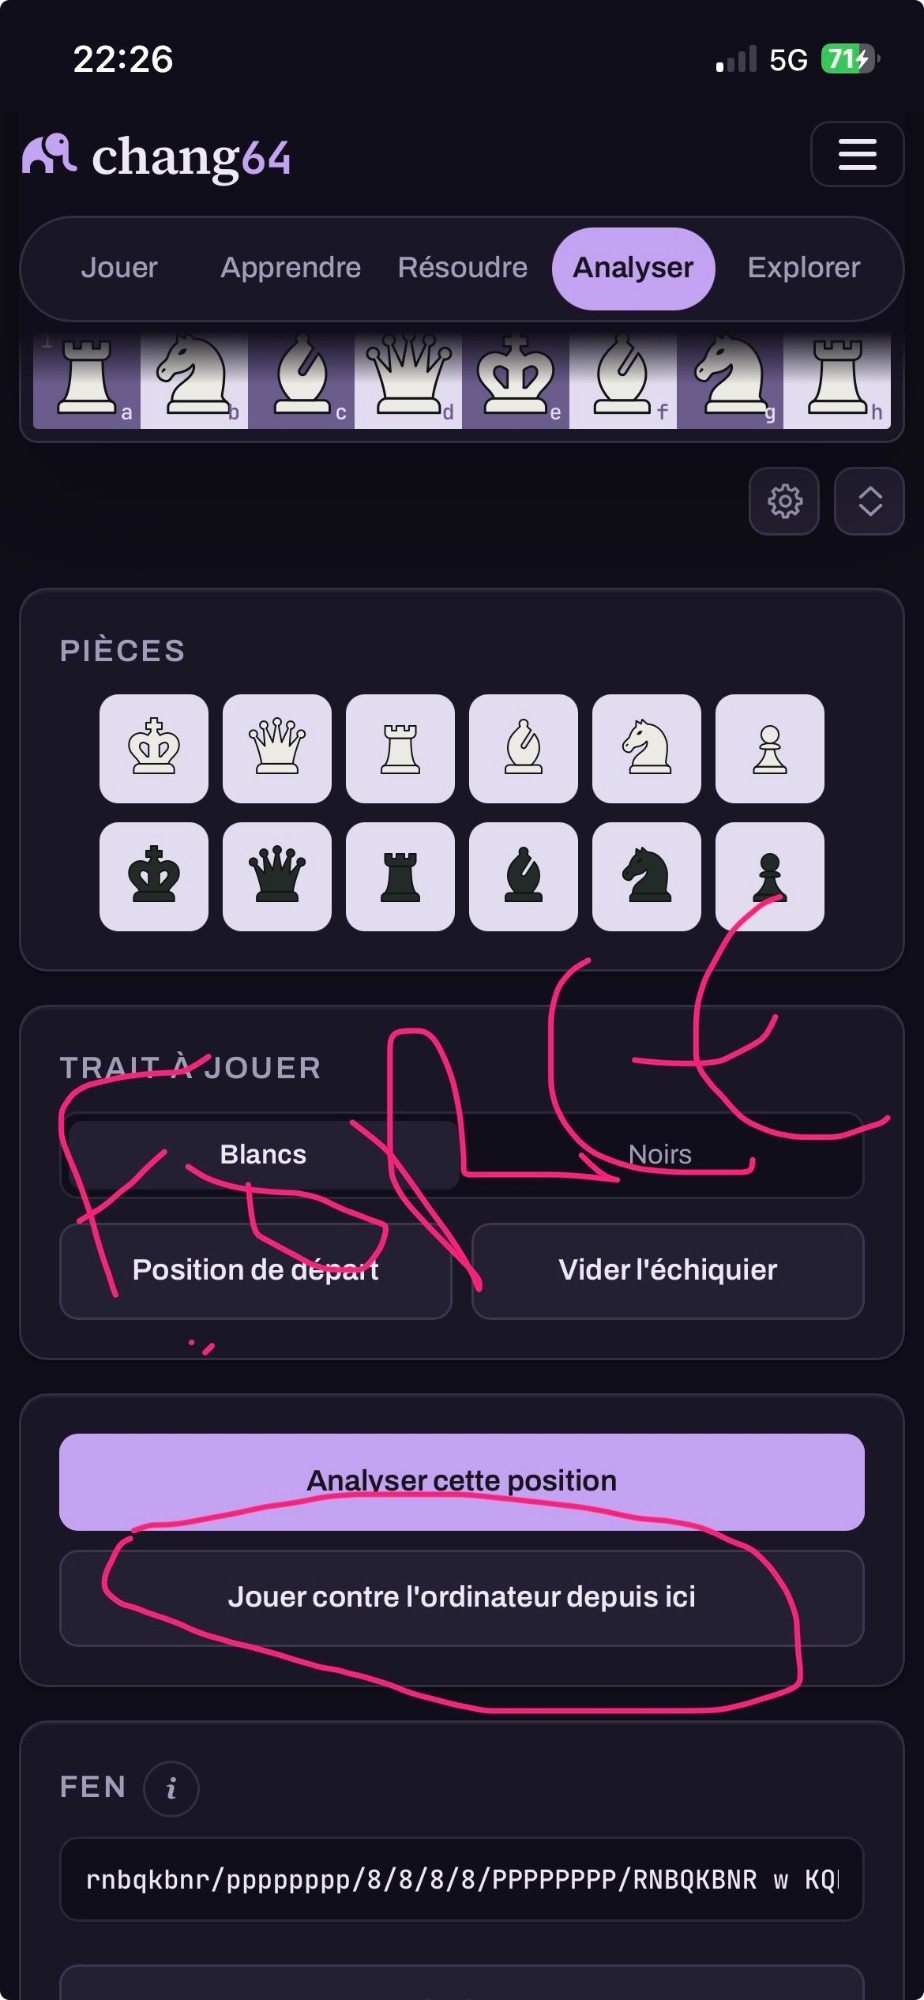 22:26 5G 71
chang64
Jouer Apprendre Résoudre Analyser Explorer
1
a b c d e f g h
PIÈCES
TRAIT À JOUER
Blancs Noirs
Position de départ Vider l'échiquier
Analyser cette position
Jouer contre l'ordinateur depuis ici
FEN i
rnbqkbnr/pppppppp/8/8/8/8/PPPPPPPP/RNBQKBNR w KQ